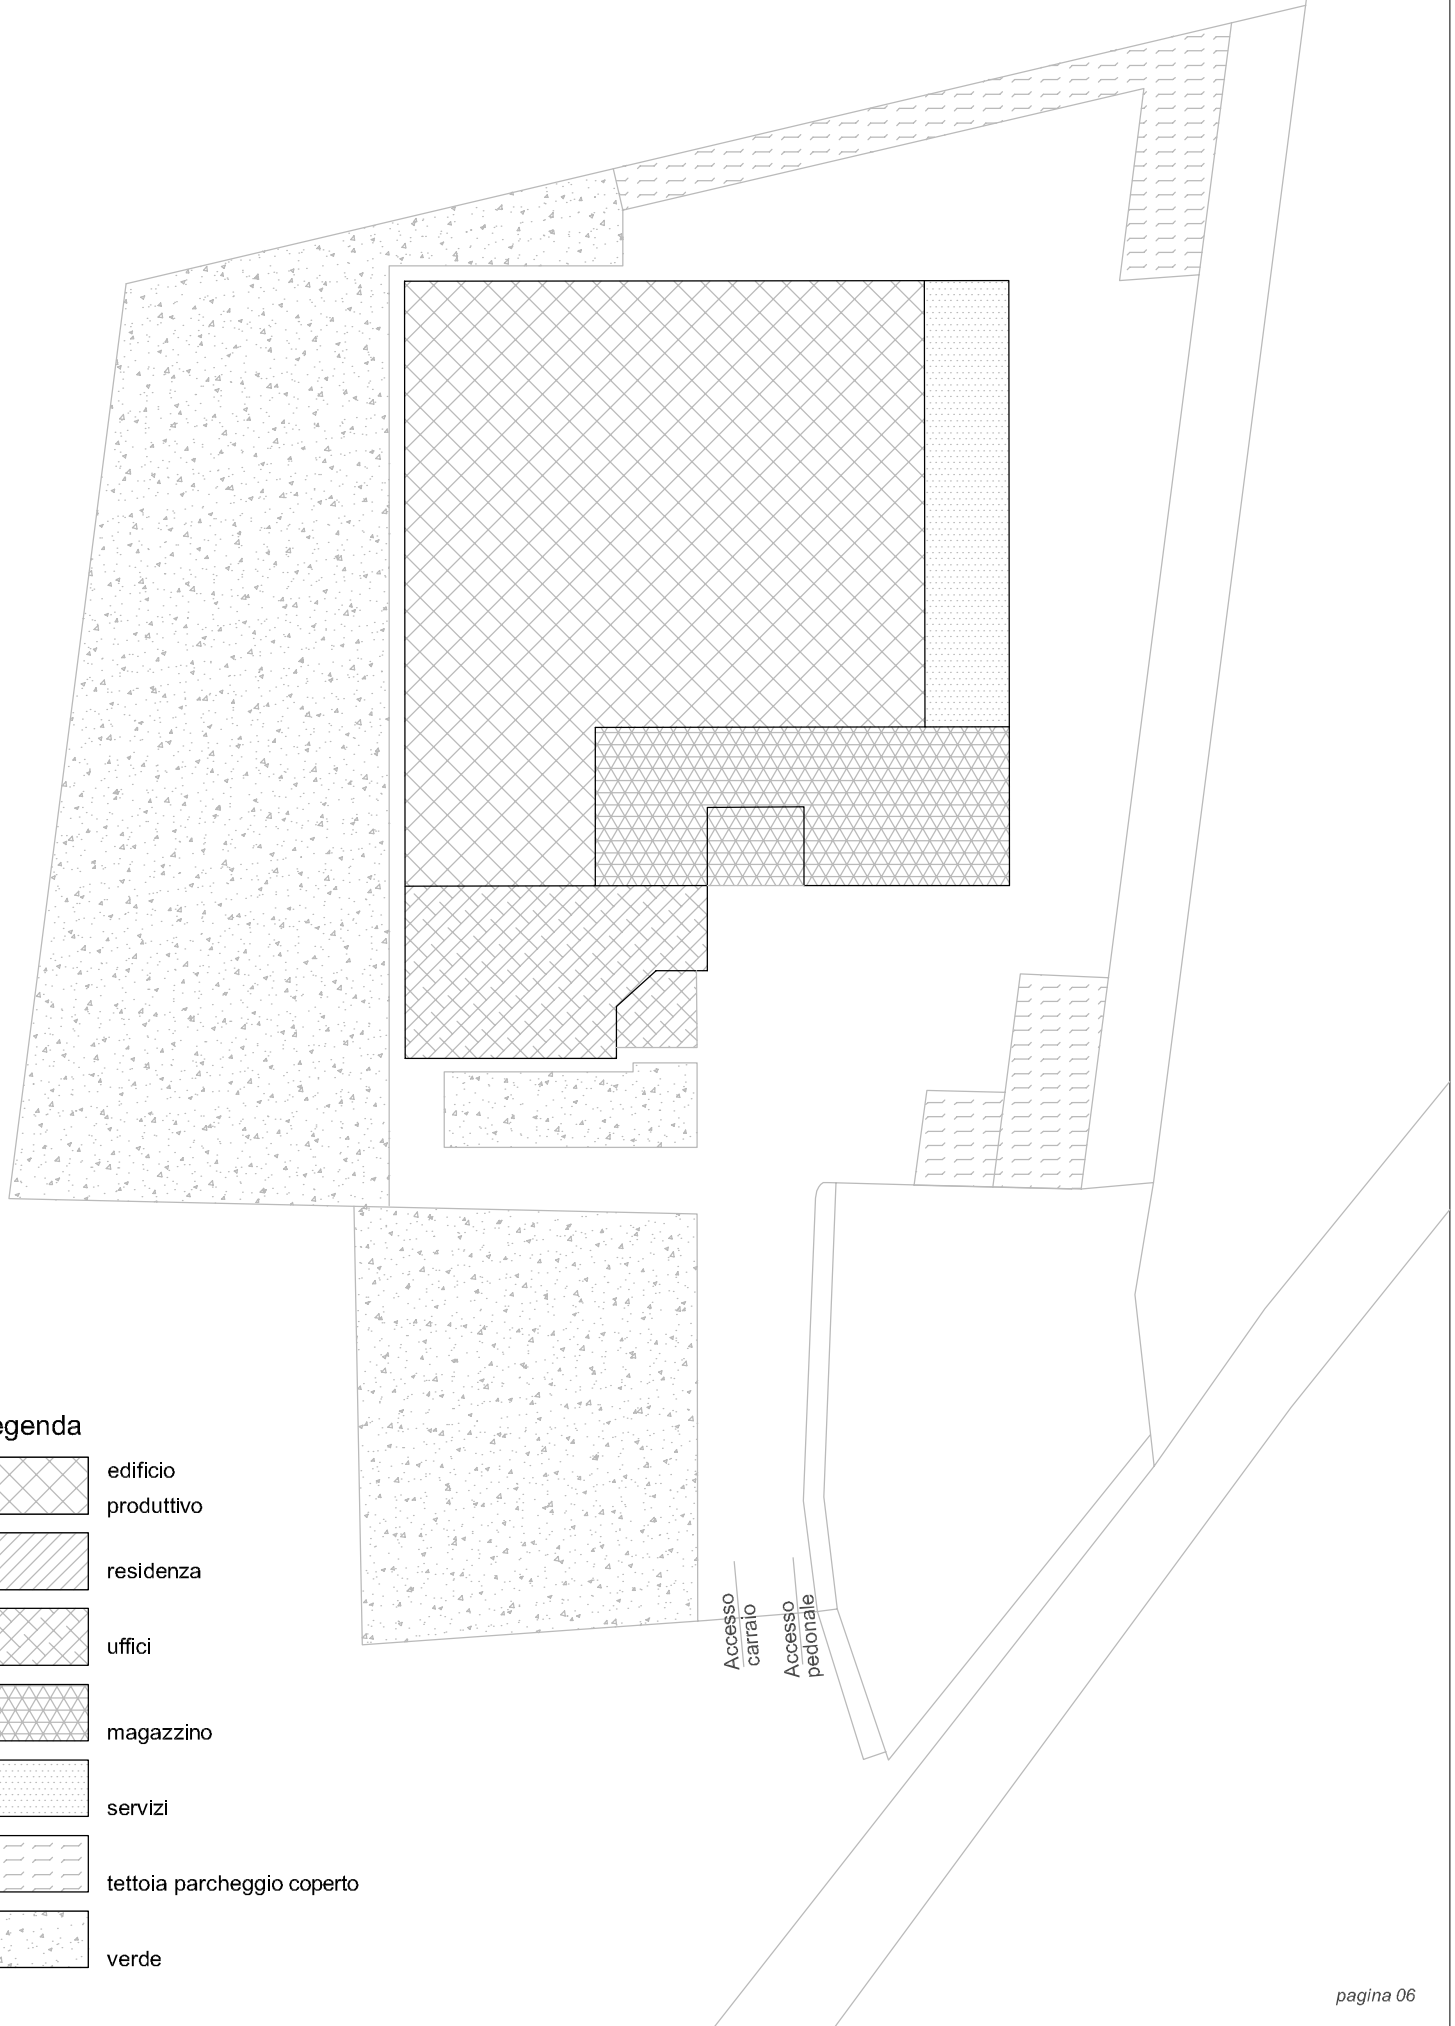 egenda
edificio
produttivo
residenza
uffici
magazzino
servizi
tettoia parcheggio coperto
verde
Accesso
carraio
Accesso
pedonale
pagina 06